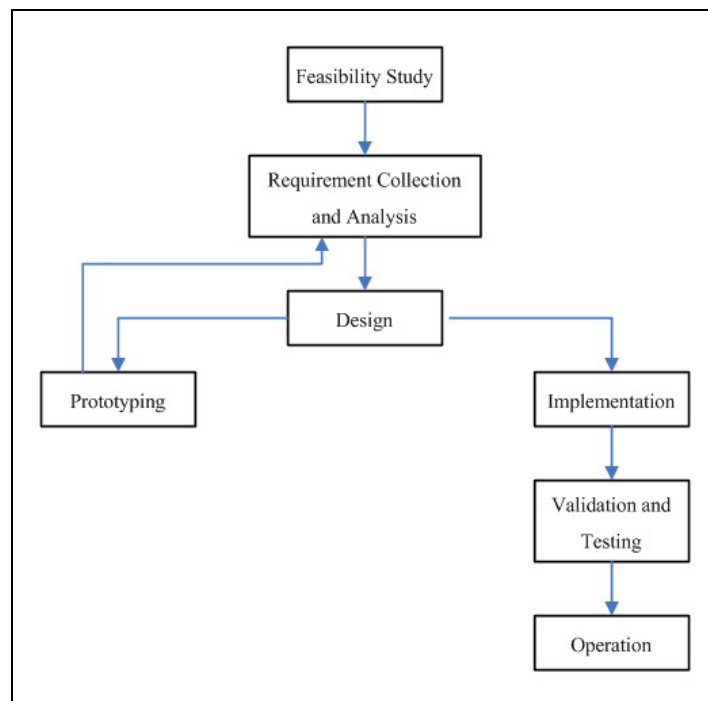 Feasibility Study
Requirement Collection
and Analysis
Design
Prototyping
Implementation
Validation and
Testing
Operation